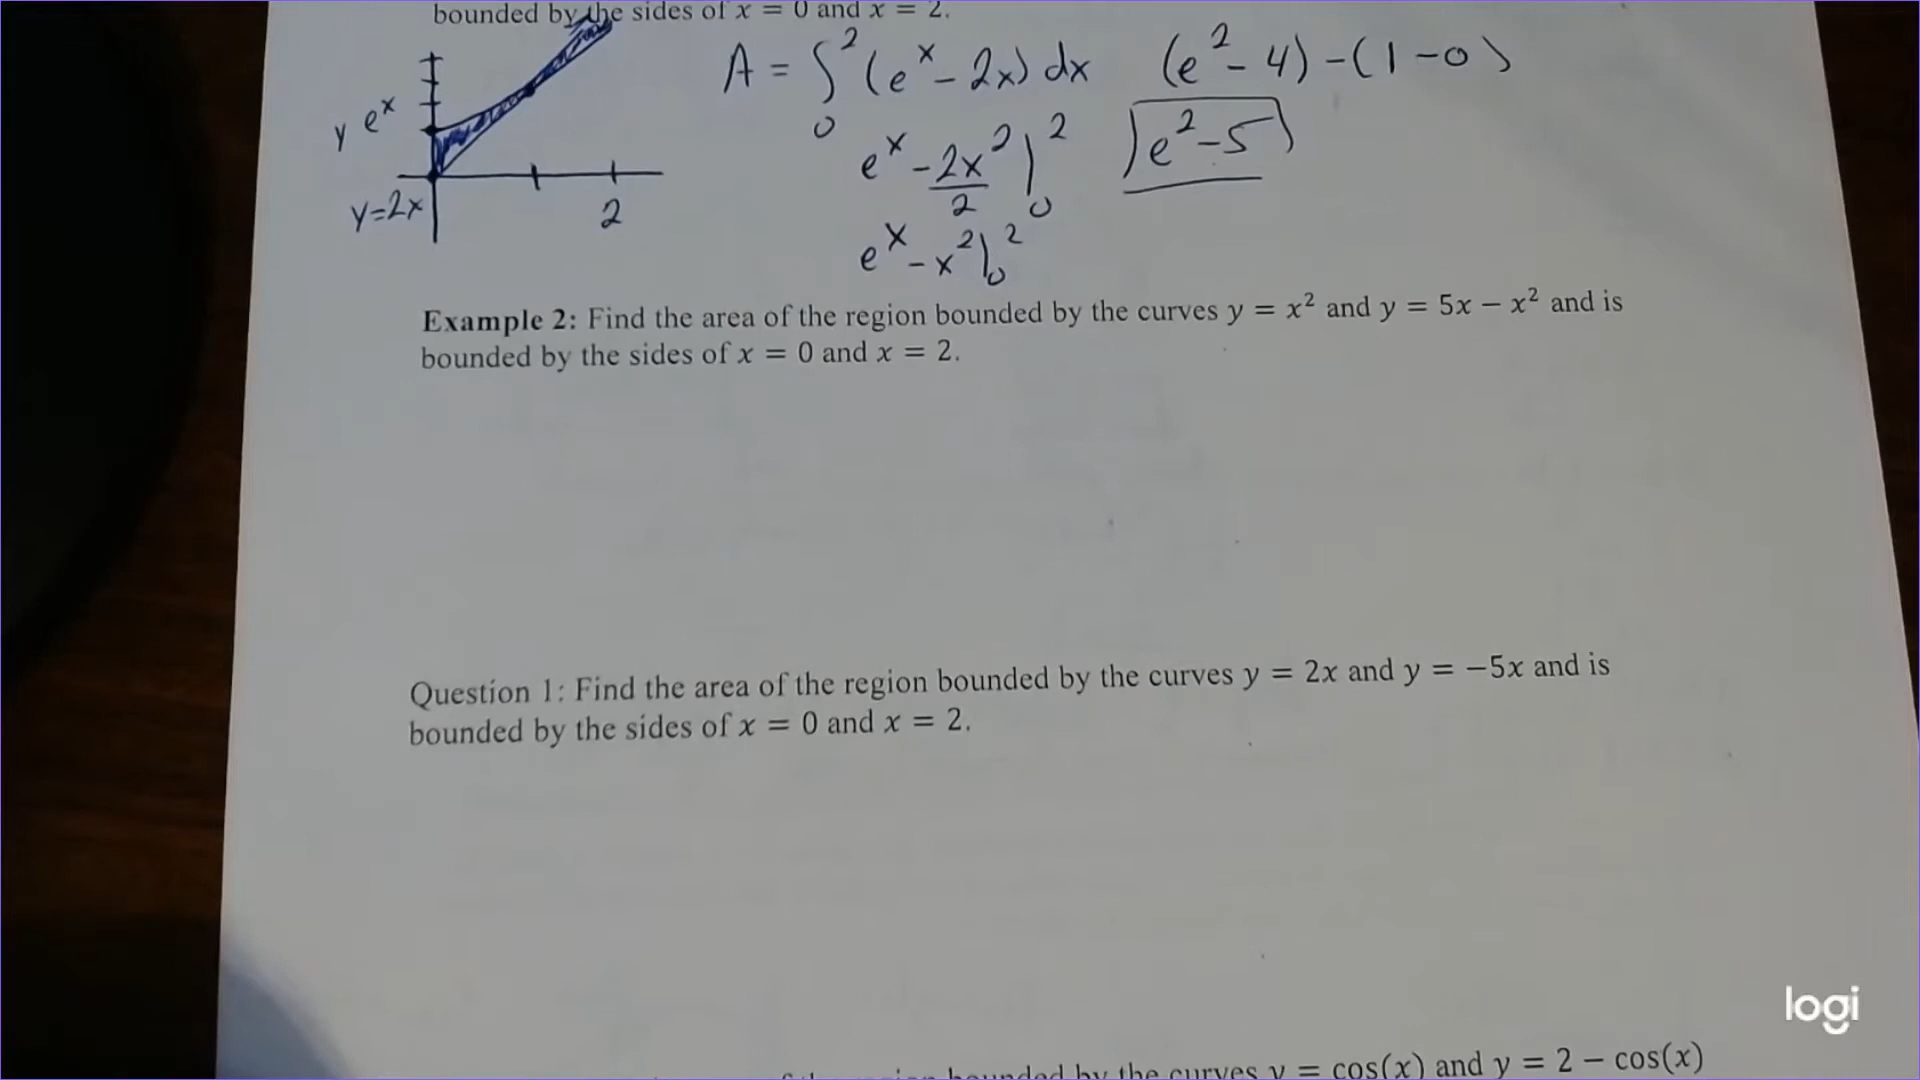 bounded by the sides of x = 0 and x = 2.
A = ∫₀² (eˣ - 2x) dx
(e² - 4) - (1 - 0)
y eˣ
eˣ - 2x²/2 |₀²
e² - 5
y=2x
2
eˣ - x² |₀²
Example 2: Find the area of the region bounded by the curves y = x² and y = 5x − x² and is
bounded by the sides of x = 0 and x = 2.
Question 1: Find the area of the region bounded by the curves y = 2x and y = −5x and is
bounded by the sides of x = 0 and x = 2.
logi
bounded by the curves y = cos(x) and y = 2 − cos(x)